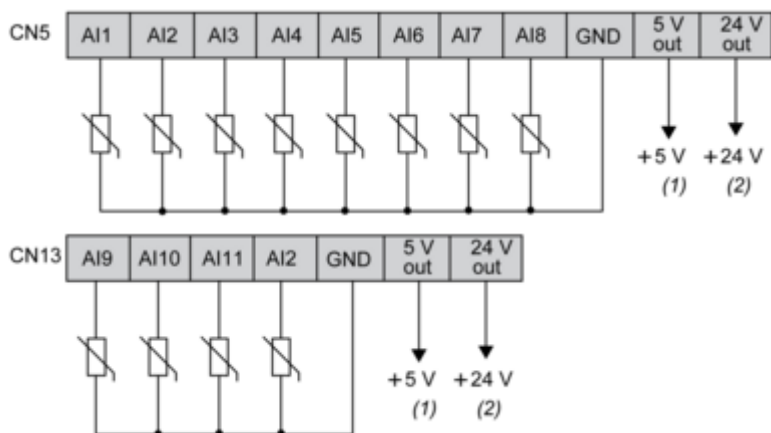 CN5 AI1 AI2 AI3 AI4 AI5 AI6 AI7 AI8 GND 5 V out 24 V out
+5 V +24 V
(1) (2)
CN13 AI9 AI10 AI11 AI2 GND 5 V out 24 V out
+5 V +24 V
(1) (2)